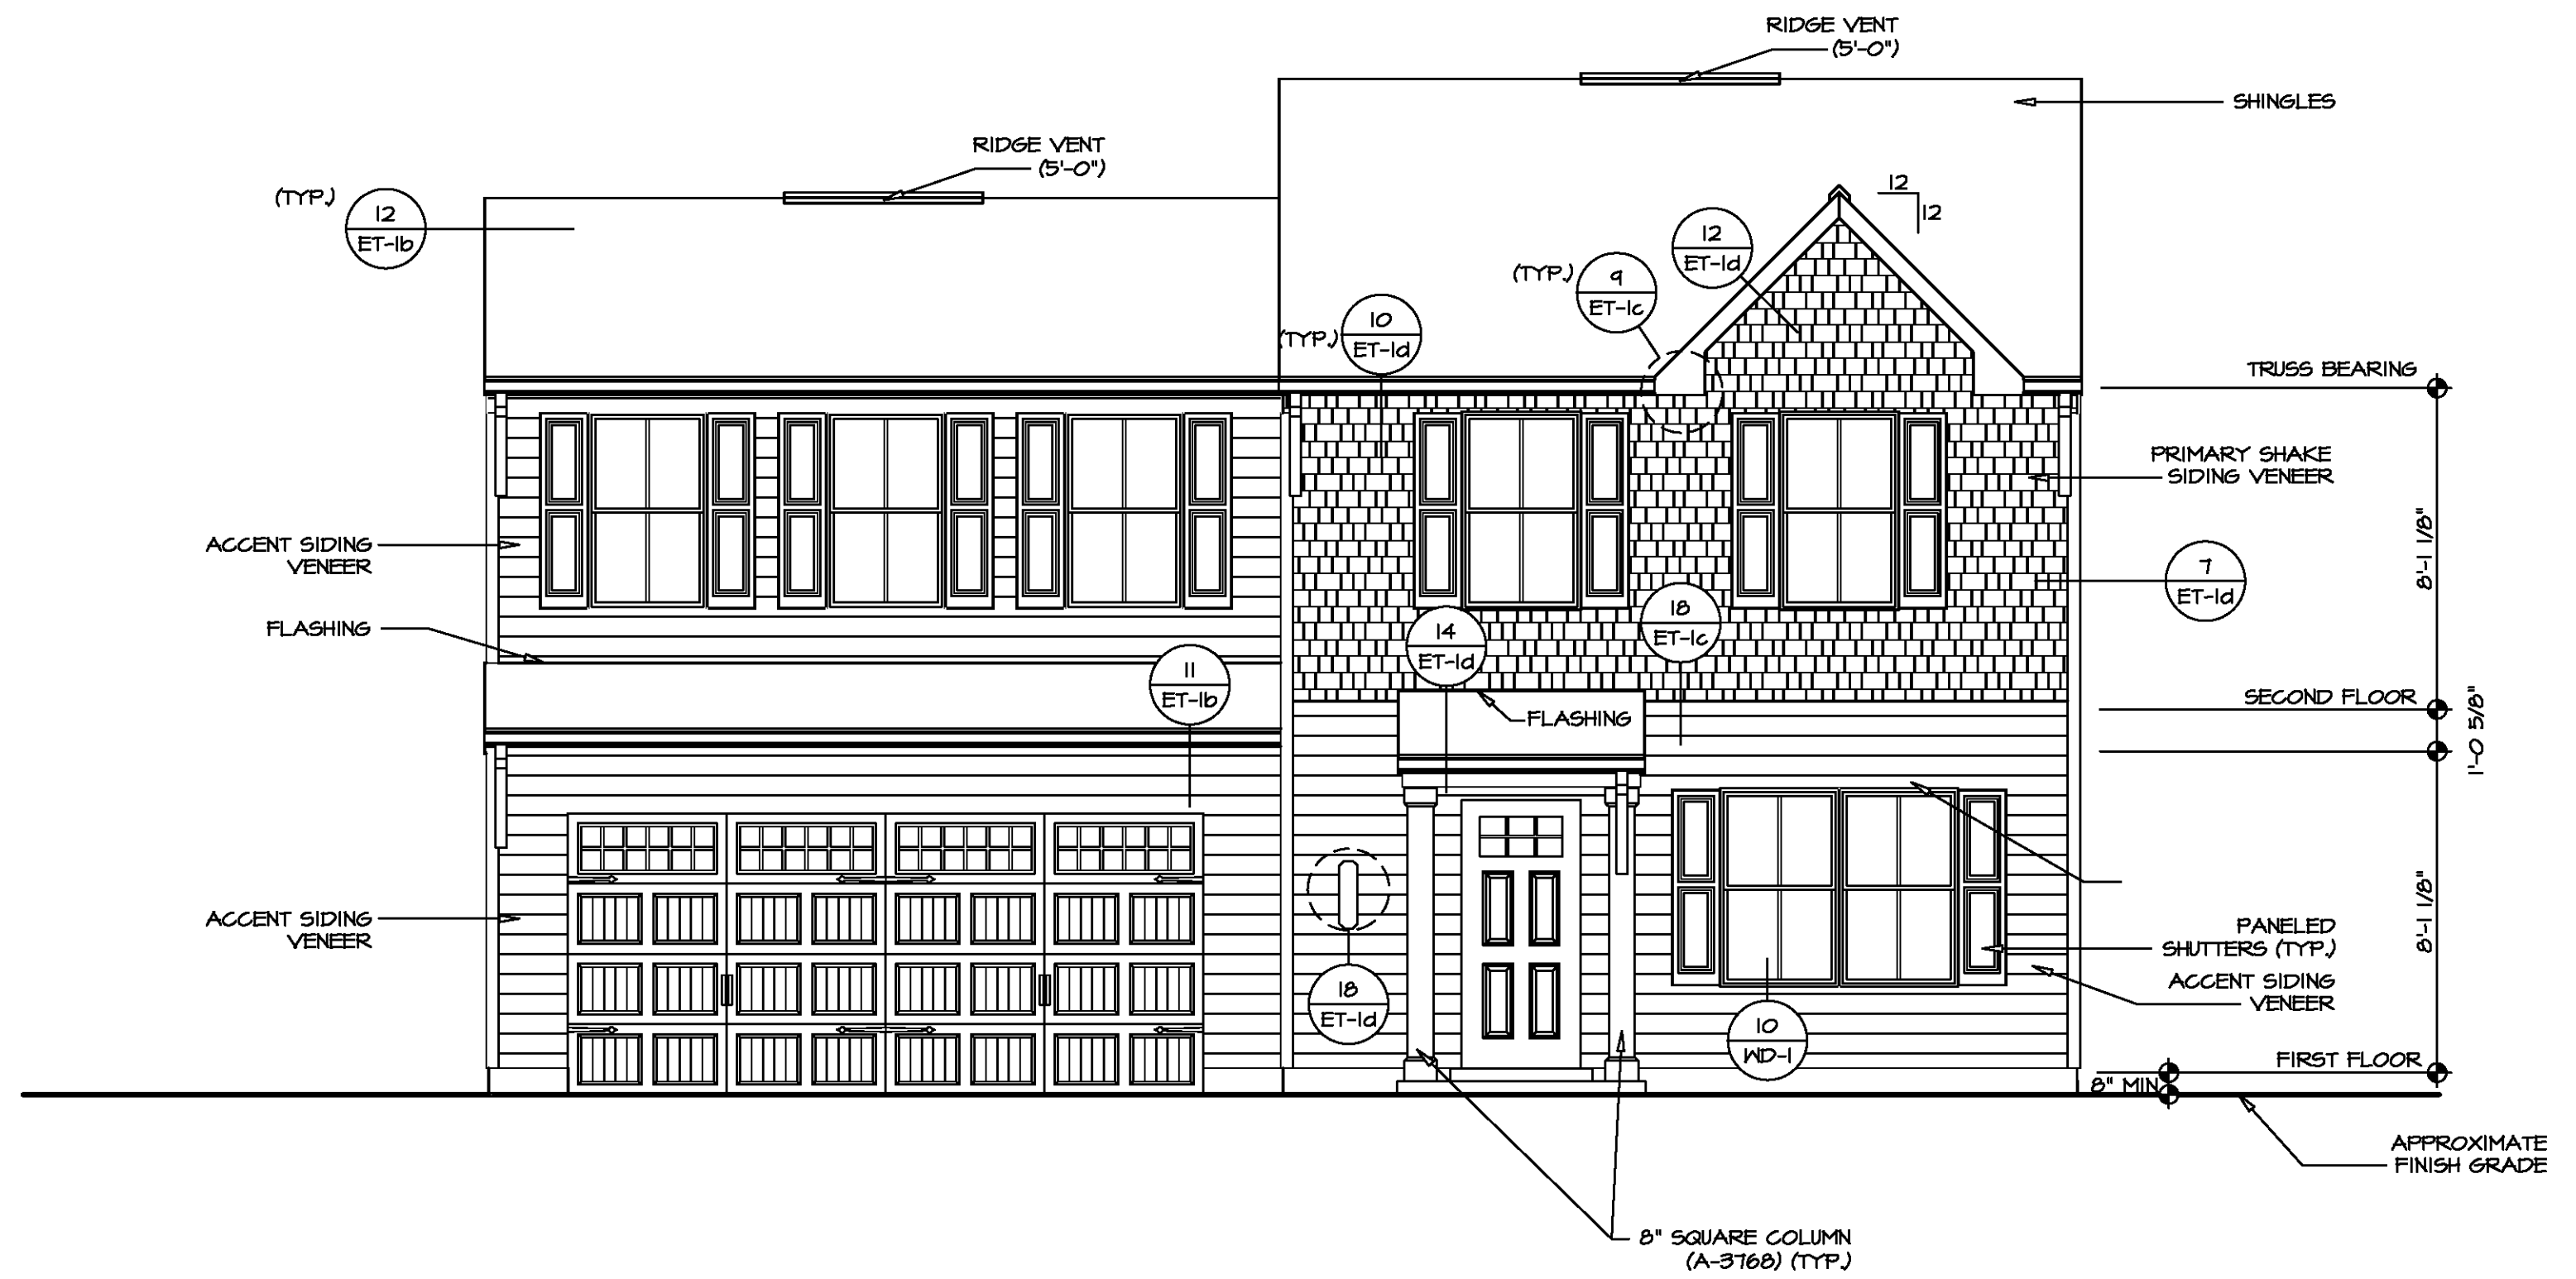 RIDGE VENT
(5'-0")
SHINGLES
RIDGE VENT
(5'-0")
(TYP.)
12
ET-1b
12
12
12
ET-1d
(TYP.)
9
ET-1c
(TYP.)
10
ET-1d
TRUSS BEARING
PRIMARY SHAKE
SIDING VENEER
8'-1 1/8"
ACCENT SIDING
VENEER
7
ET-1d
FLASHING
18
ET-1c
14
ET-1d
11
ET-1b
SECOND FLOOR
FLASHING
1'-0 5/8"
ACCENT SIDING
VENEER
8'-1 1/8"
PANELED
SHUTTERS (TYP.)
ACCENT SIDING
VENEER
18
ET-1d
10
WD-1
FIRST FLOOR
8" MIN
APPROXIMATE
FINISH GRADE
8" SQUARE COLUMN
(A-3768) (TYP.)